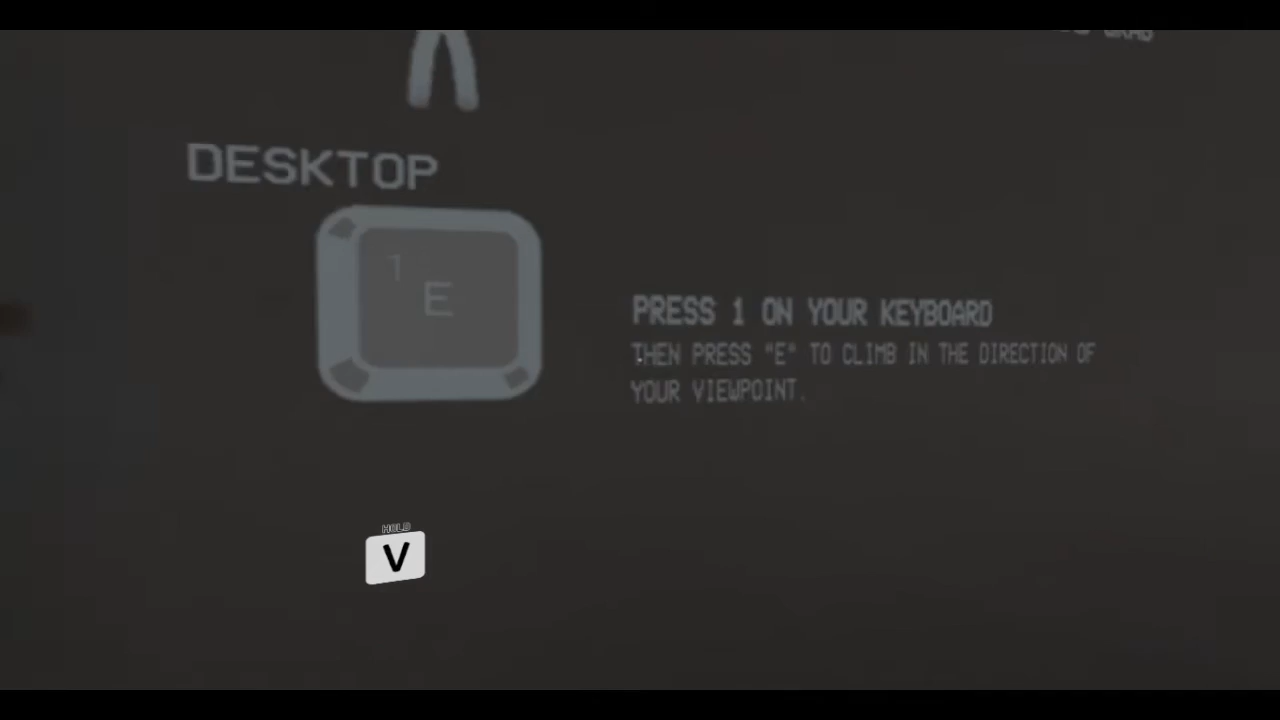 DESKTOP
1
E
PRESS 1 ON YOUR KEYBOARD
THEN PRESS "E" TO CLIMB IN THE DIRECTION OF
YOUR VIEWPOINT.
HOLD
V